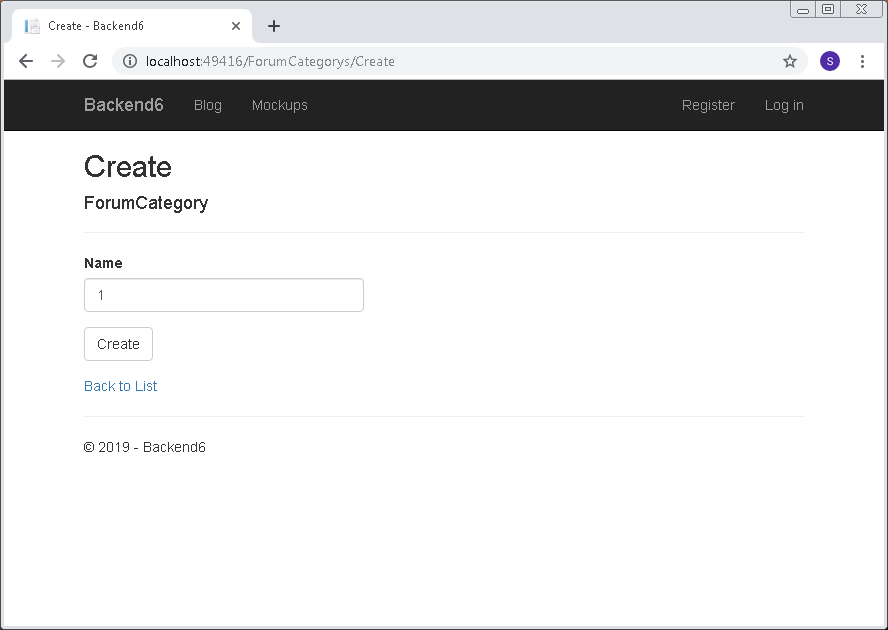 Create - Backend6
localhost:49416/ForumCategorys/Create
S
Backend6 Blog Mockups Register Log in
Create
ForumCategory
Name
1
Create
Back to List
© 2019 - Backend6